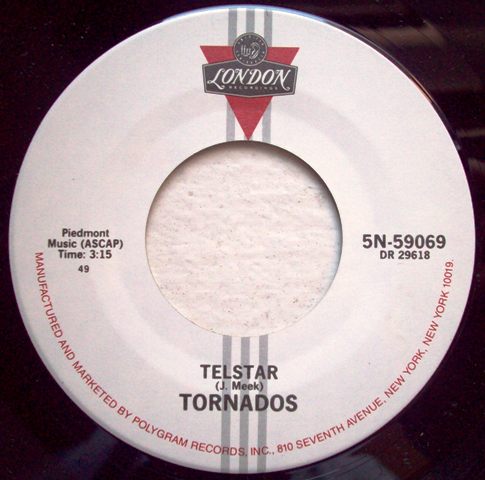 LONDON
RECORDINGS
Piedmont
Music (ASCAP)
Time: 3:15
49
5N-59069
DR 29618
TELSTAR
(J. Meek)
TORNADOS
MANUFACTURED AND MARKETED BY POLYGRAM RECORDS, INC., 810 SEVENTH AVENUE, NEW YORK, NEW YORK 10019.